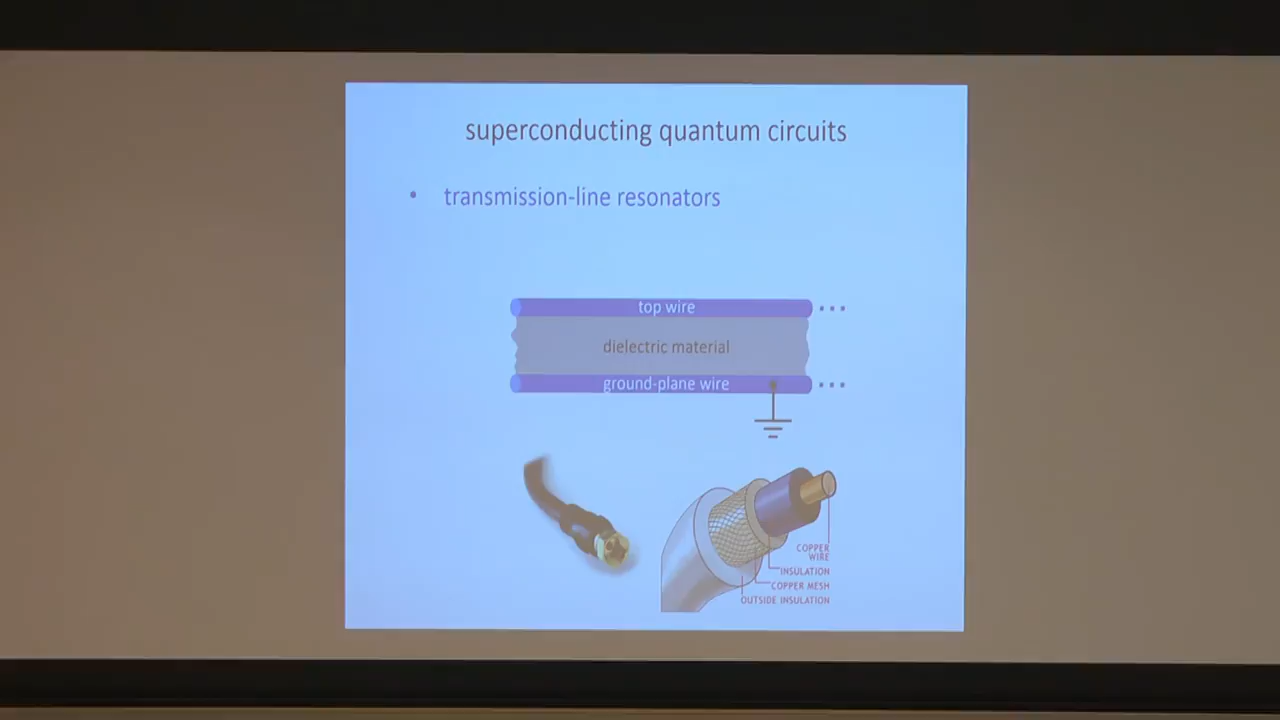 superconducting quantum circuits
• transmission-line resonators
top wire
dielectric material
ground-plane wire
COPPER
WIRE
INSULATION
COPPER MESH
OUTSIDE INSULATION